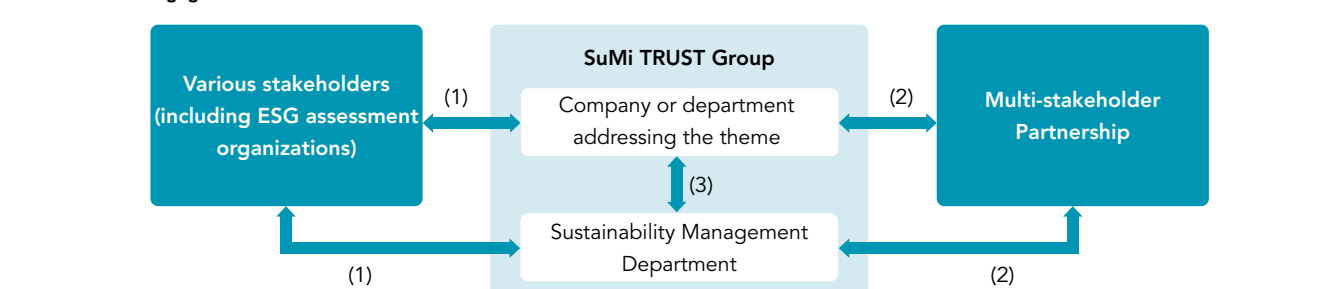 SuMi TRUST Group
Various stakeholders
(including ESG assessment
organizations)
(1)
Company or department
addressing the theme
(2)
Multi-stakeholder
Partnership
(3)
Sustainability Management
Department
(1)
(2)